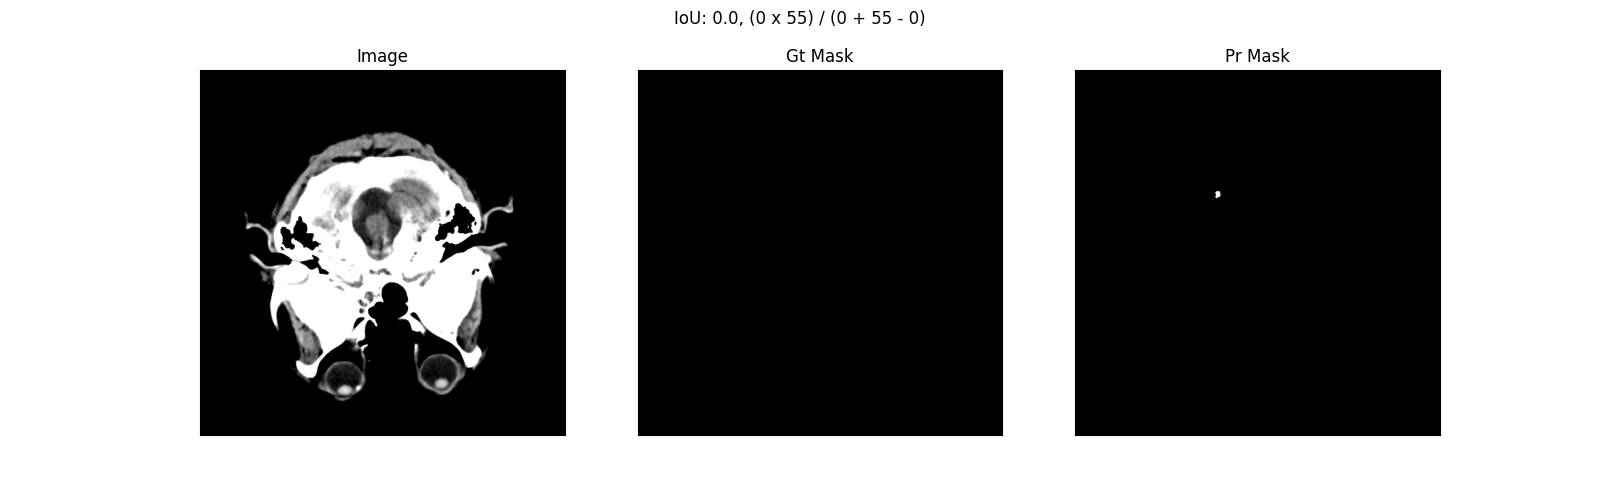 IoU: 0.0, (0 x 55) / (0 + 55 - 0)
Image
Gt Mask
Pr Mask